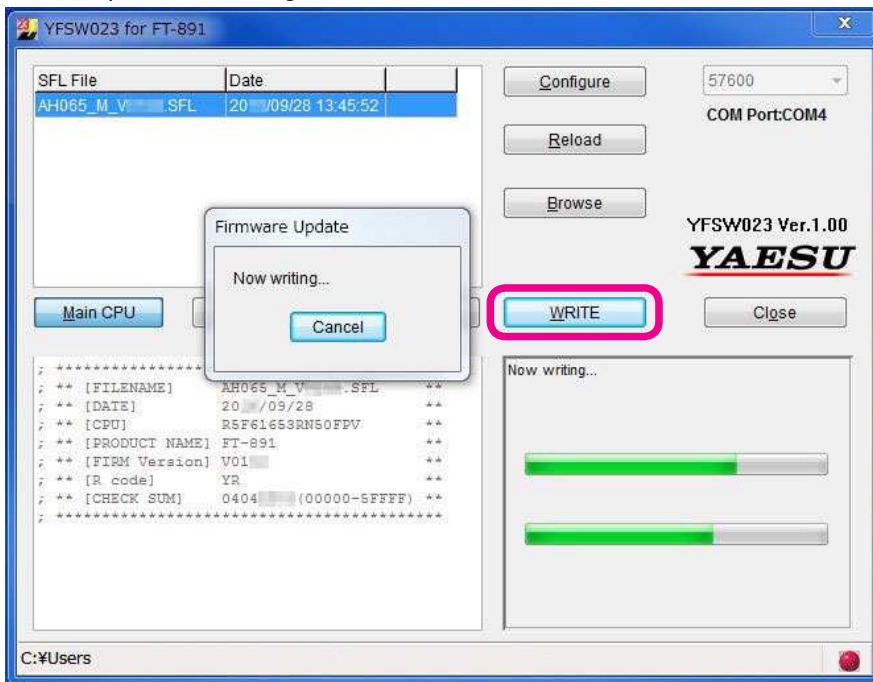 YFSW023 for FT-891
SFL File Date
AH065_M_V .SFL 20 /09/28 13:45:52
Configure
57600
COM Port:COM4
Reload
Browse
YFSW023 Ver.1.00
YAESU
Firmware Update
Now writing...
Cancel
Main CPU
WRITE
Close
; ****************
; ** [FILENAME] AH065_M_V .SFL **
; ** [DATE] 20 /09/28 **
; ** [CPU] R5F61653RN50FPV **
; ** [PRODUCT NAME] FT-891 **
; ** [FIRM Version] V01 **
; ** [R code] YR **
; ** [CHECK SUM] 0404 (00000-5FFFF) **
; ******************************************
Now writing...
C:¥Users